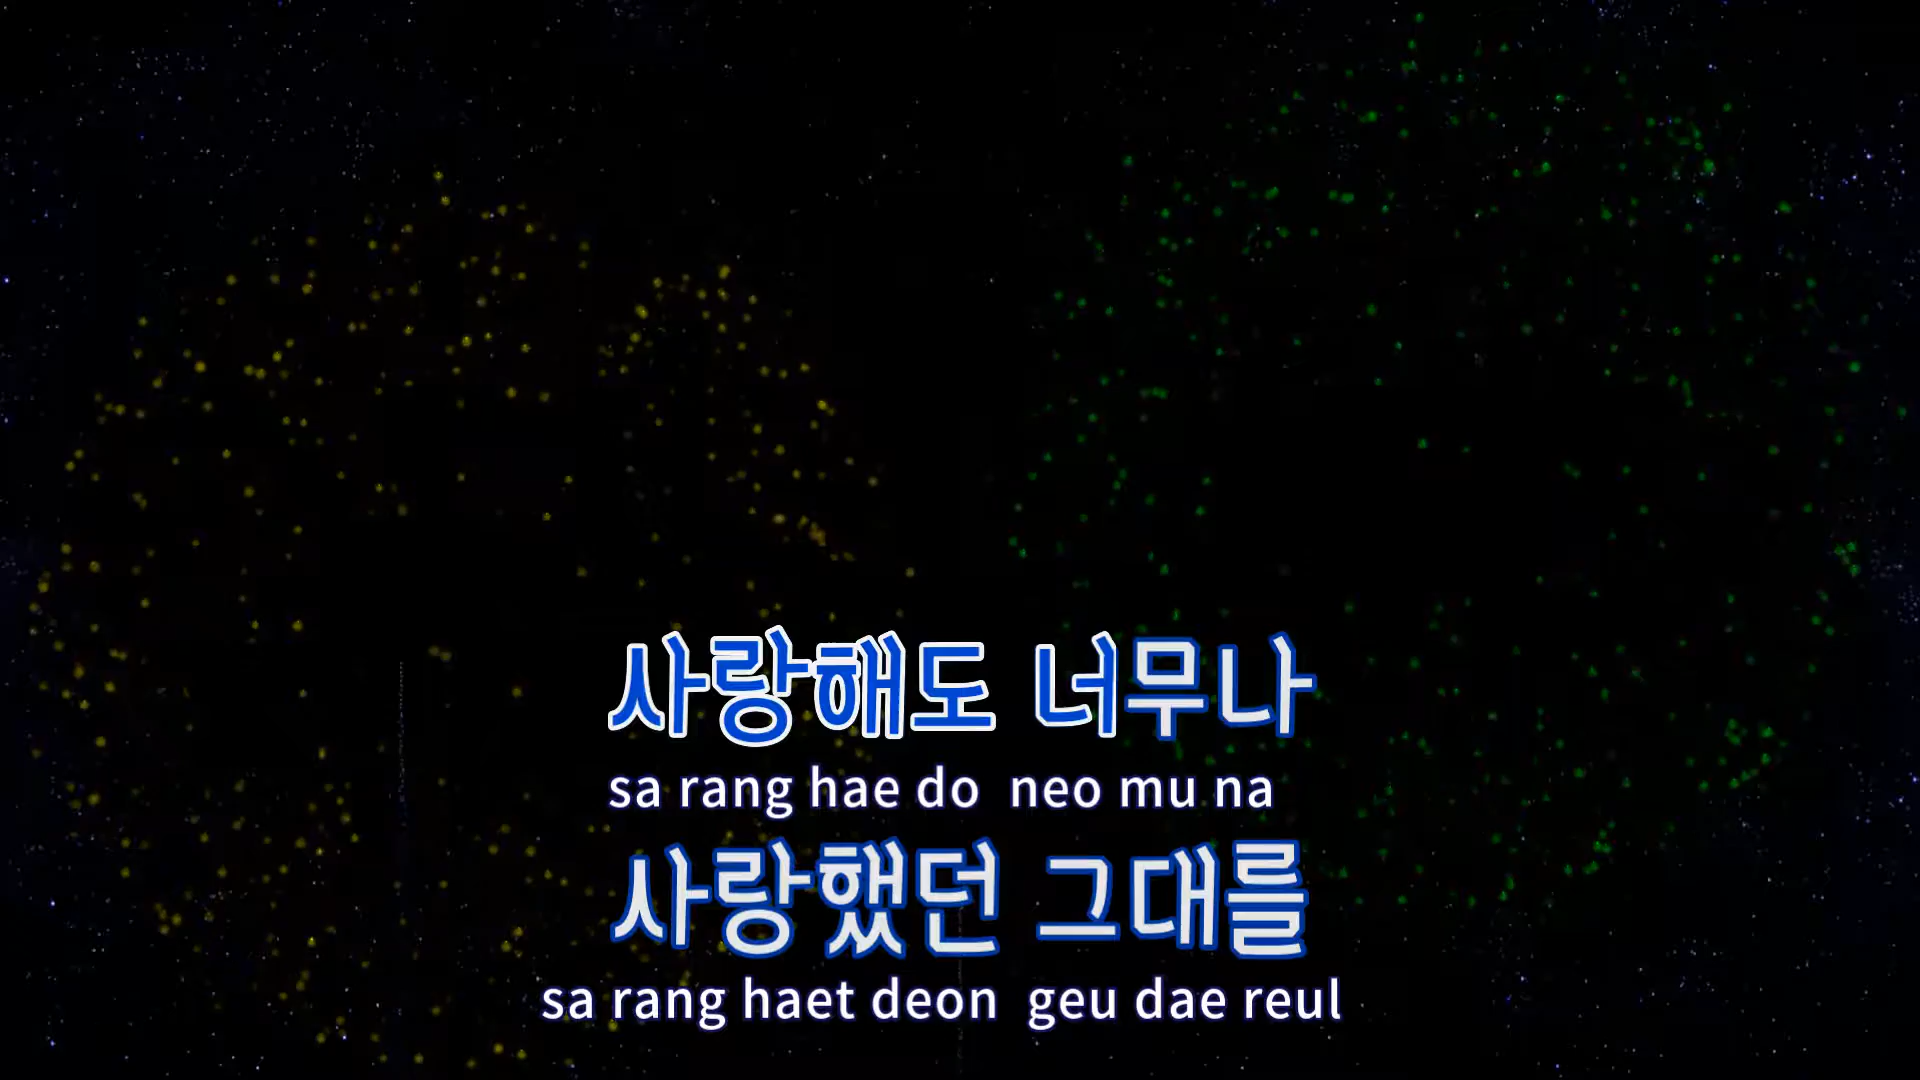 사랑해도 너무나
sa rang hae do neo mu na
사랑했던 그대를
sa rang haet deon geu dae reul